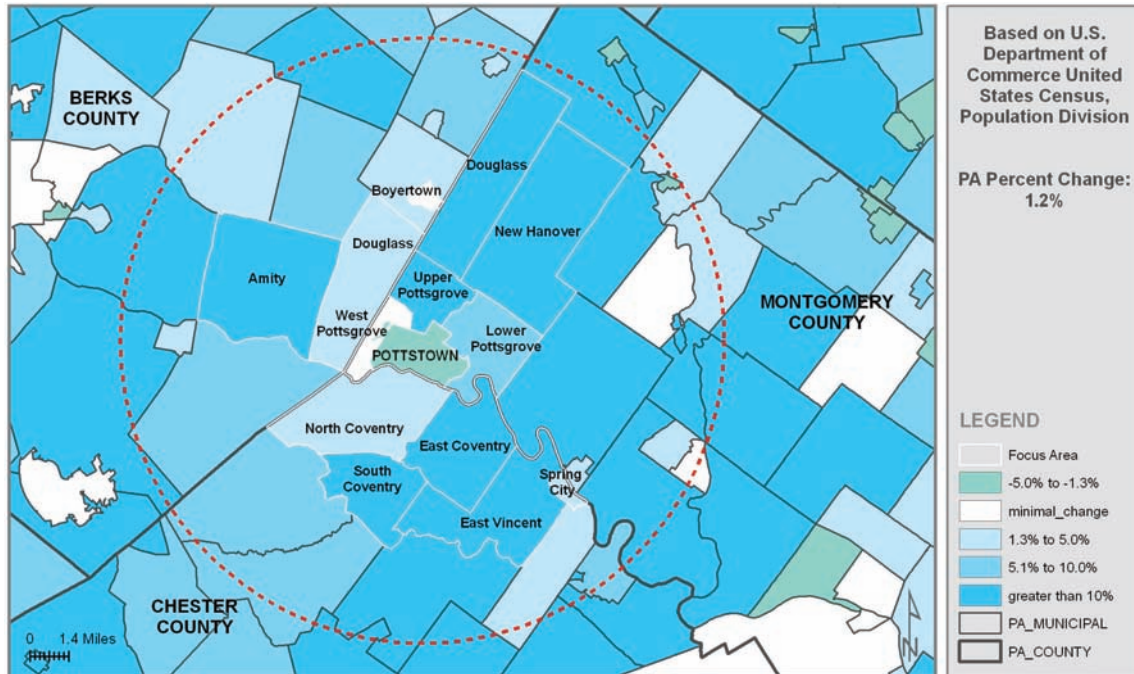 BERKS
COUNTY
Boyertown
Douglass
Douglass
New Hanover
Amity
Upper
Pottsgrove
West
Pottsgrove
Lower
Pottsgrove
POTTSTOWN
MONTGOMERY
COUNTY
North Coventry
East Coventry
South
Coventry
Spring
City
East Vincent
CHESTER
COUNTY
0 1.4 Miles
N
Based on U.S.
Department of
Commerce United
States Census,
Population Division
PA Percent Change:
1.2%
LEGEND
Focus Area
-5.0% to -1.3%
minimal_change
1.3% to 5.0%
5.1% to 10.0%
greater than 10%
PA_MUNICIPAL
PA_COUNTY